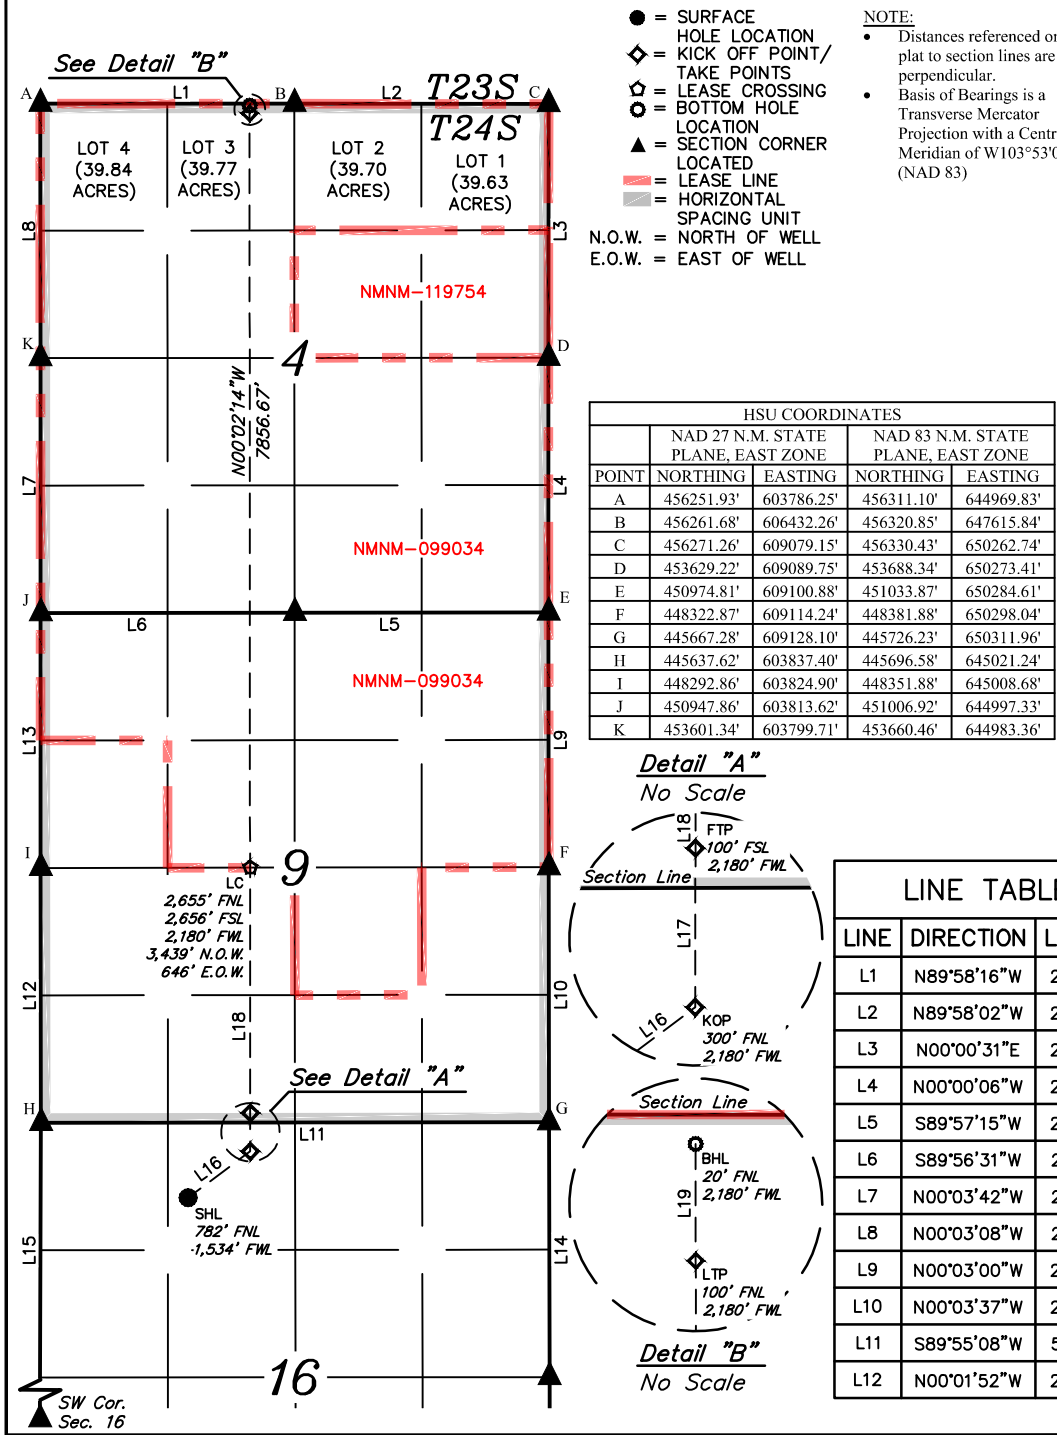 See Detail "B"
A
L1
B
L2
T23S
C
T24S
LOT 4
(39.84
ACRES)
LOT 3
(39.77
ACRES)
LOT 2
(39.70
ACRES)
LOT 1
(39.63
ACRES)
L8
L3
NMNM-119754
K
4
D
N00°02'14"W
7856.67'
L7
L4
NMNM-099034
J
E
L6
L5
NMNM-099034
L13
L9
I
9
F
LC
2,655' FNL
2,656' FSL
2,180' FWL
3,439' N.O.W.
646' E.O.W.
L12
L18
L10
See Detail "A"
H
G
L11
L16
SHL
782' FNL
1,534' FWL
L15
L14
16
SW Cor.
Sec. 16
= SURFACE
HOLE LOCATION
= KICK OFF POINT/
TAKE POINTS
= LEASE CROSSING
= BOTTOM HOLE
LOCATION
= SECTION CORNER
LOCATED
= LEASE LINE
= HORIZONTAL
SPACING UNIT
N.O.W. = NORTH OF WELL
E.O.W. = EAST OF WELL
NOTE:
• Distances referenced on
plat to section lines are
perpendicular.
• Basis of Bearings is a
Transverse Mercator
Projection with a Centr
Meridian of W103°53'0
(NAD 83)
HSU COORDINATES
NAD 27 N.M. STATE PLANE, EAST ZONE NAD 83 N.M. STATE PLANE, EAST ZONE
POINT NORTHING EASTING NORTHING EASTING
A 456251.93' 603786.25' 456311.10' 644969.83'
B 456261.68' 606432.26' 456320.85' 647615.84'
C 456271.26' 609079.15' 456330.43' 650262.74'
D 453629.22' 609089.75' 453688.34' 650273.41'
E 450974.81' 609100.88' 451033.87' 650284.61'
F 448322.87' 609114.24' 448381.88' 650298.04'
G 445667.28' 609128.10' 445726.23' 650311.96'
H 445637.62' 603837.40' 445696.58' 645021.24'
I 448292.86' 603824.90' 448351.88' 645008.68'
J 450947.86' 603813.62' 451006.92' 644997.33'
K 453601.34' 603799.71' 453660.46' 644983.36'
Detail "A"
No Scale
L18
FTP
100' FSL
2,180' FWL
Section Line
L17
L16
KOP
300' FNL
2,180' FWL
Section Line
BHL
20' FNL
2,180' FWL
L19
LTP
100' FNL
2,180' FWL
Detail "B"
No Scale
LINE TABLE
LINE DIRECTION L
L1 N89°58'16"W 2
L2 N89°58'02"W 2
L3 N00°00'31"E 2
L4 N00°00'06"W 2
L5 S89°57'15"W 2
L6 S89°56'31"W 2
L7 N00°03'42"W 2
L8 N00°03'08"W 2
L9 N00°03'00"W 2
L10 N00°03'37"W 2
L11 S89°55'08"W 5
L12 N00°01'52"W 2